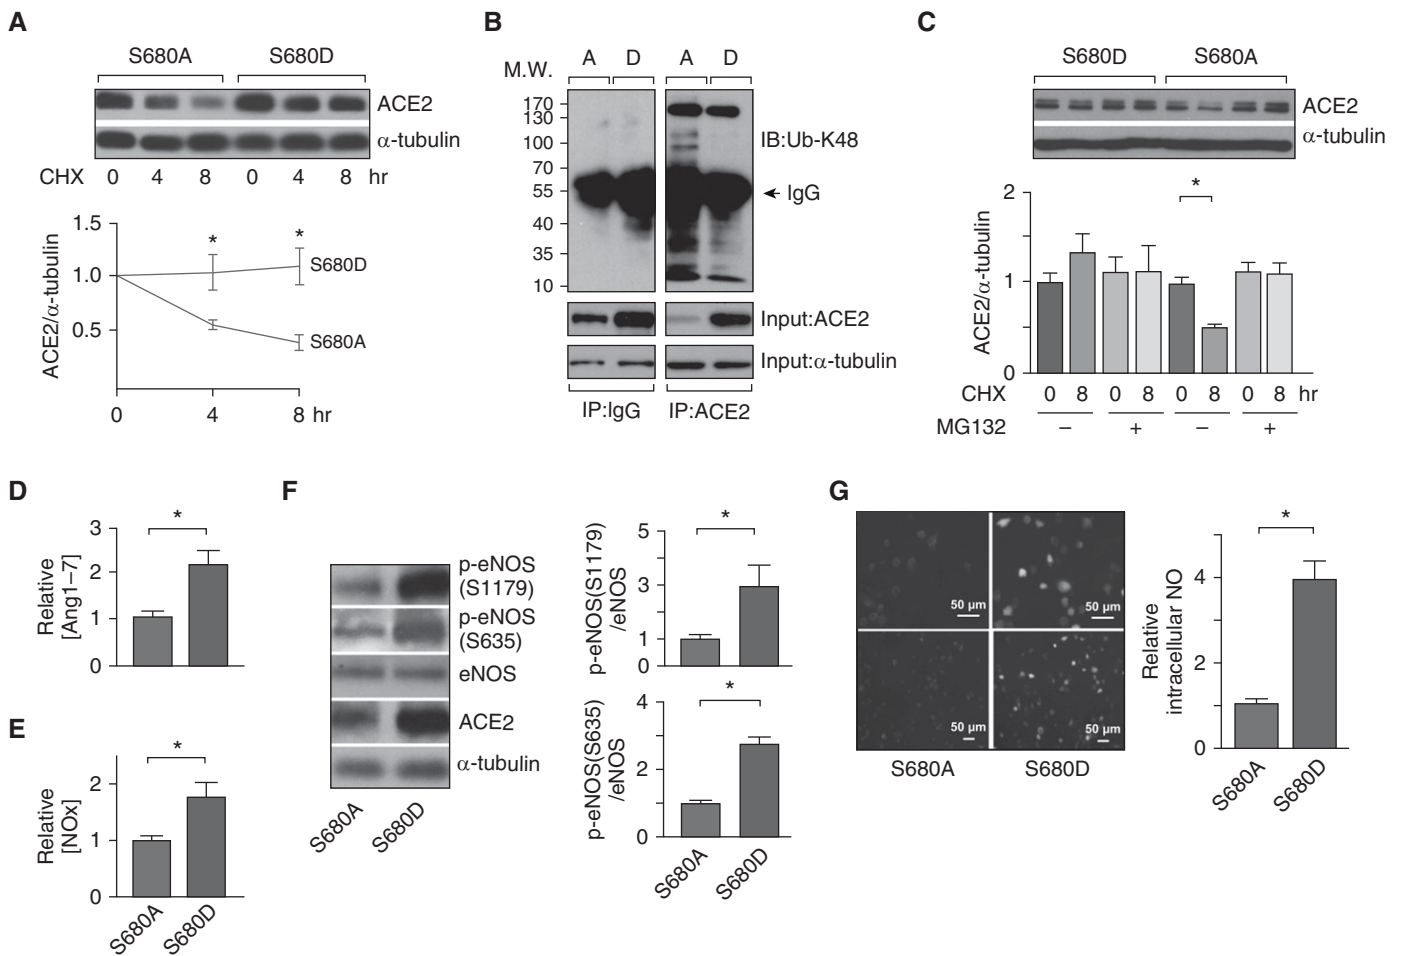 A
S680A S680D
ACE2
α-tubulin
CHX 0 4 8 0 4 8 hr
1.5
1.0
0.5
ACE2/α-tubulin
* *
S680D
S680A
0 4 8 hr
B
A D A D
M.W.
170
130
100
70
55
50
40
35
10
IB:Ub-K48
IgG
Input:ACE2
Input:α-tubulin
IP:IgG IP:ACE2
C
S680D S680A
ACE2
α-tubulin
2
1
0
ACE2/α-tubulin
*
CHX 0 8 0 8 0 8 0 8 hr
MG132 – + – +
D
3
2
1
0
Relative
[Ang1–7]
*
E
2
1
0
Relative
[NOx]
*
S680A S680D
F
p-eNOS
(S1179)
p-eNOS
(S635)
eNOS
ACE2
α-tubulin
S680A S680D
5
3
1
0
p-eNOS(S1179)
/eNOS
*
4
2
0
p-eNOS(S635)
/eNOS
*
S680A S680D
G
50 µm 50 µm
50 µm 50 µm
S680A S680D
4
2
0
Relative
intracellular NO
*
S680A S680D